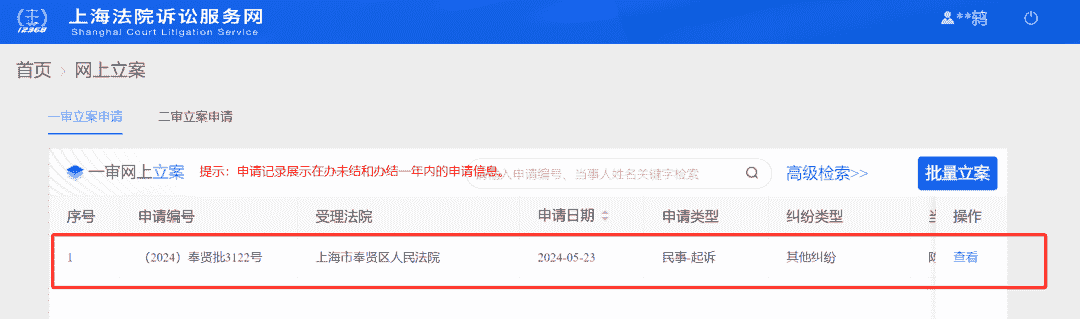 12368
上海法院诉讼服务网
Shanghai Court Litigation Service
**鹑
首页 > 网上立案
一审立案申请 二审立案申请
一审网上立案 提示:申请记录展示在办未结和办结一年内的申请信息。 输入申请编号、当事人姓名关键字检索 高级检索>> 批量立案
序号 申请编号 受理法院 申请日期 申请类型 纠纷类型 操作
1 (2024)奉贤批3122号 上海市奉贤区人民法院 2024-05-23 民事-起诉 其他纠纷 查看